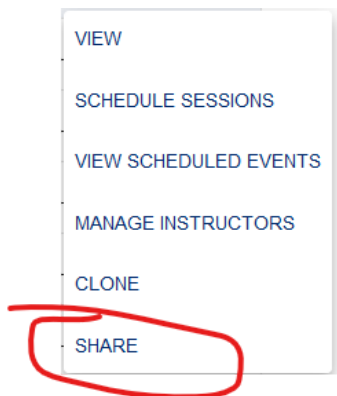 VIEW
SCHEDULE SESSIONS
VIEW SCHEDULED EVENTS
MANAGE INSTRUCTORS
CLONE
SHARE